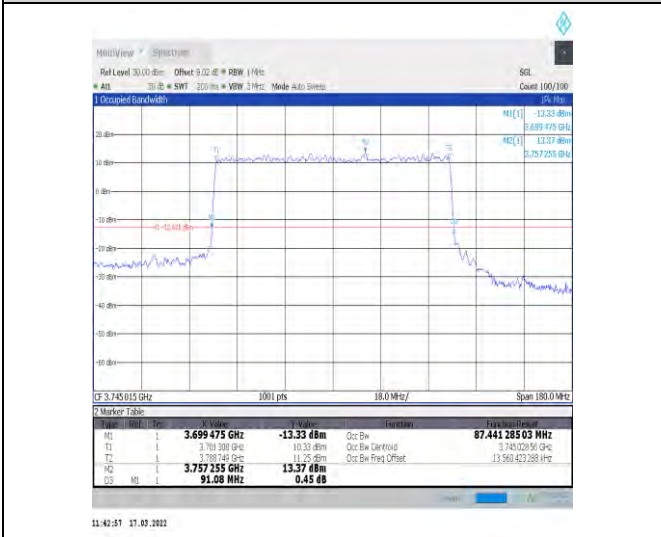 MultiView Spectrum
Ref Level 30.00 dBm Offset 9.02 dB RBW 1 MHz SGL
Att 30 dB SWT 200 ms VBW 3 MHz Mode Auto Sweep Count 100/100
1 Occupied Bandwidth
M1[1] -13.33 dBm
3.699 475 GHz
M2[1] 13.37 dBm
3.757 255 GHz
20 dBm
T1
M2
T2
0 dBm
-10 dBm
M1
-20 dBm
-30 dBm
-40 dBm
-50 dBm
-60 dBm
CF 3.745 015 GHz 1001 pts 18.0 MHz/ Span 180.0 MHz
2 Marker Table
Type Ref Trc X-Value Y-Value Function Function Result
M1 1 3.699 475 GHz -13.33 dBm Occ Bw 87.441 285 03 MHz
T1 1 3.701 308 GHz 10.33 dBm Occ Bw Centroid 3.745 028 56 GHz
T2 1 3.788 749 GHz 11.25 dBm Occ Bw Freq Offset 13.560 423 288 kHz
M2 1 3.757 255 GHz 13.37 dBm
D3 M1 1 91.08 MHz 0.45 dB
11:42:57 17.03.2022